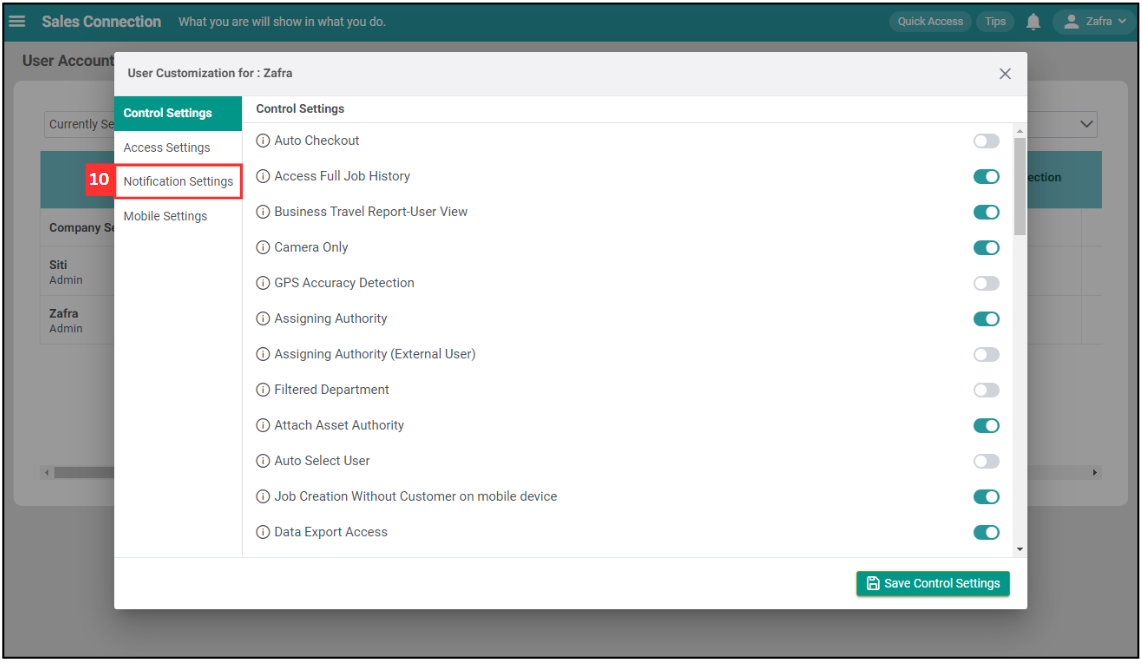 Sales Connection What you are will show in what you do. Quick Access Tips Zafra
User Account
User Customization for : Zafra
Control Settings
Access Settings
10 Notification Settings
Mobile Settings
Control Settings
Auto Checkout
Access Full Job History
Business Travel Report-User View
Camera Only
GPS Accuracy Detection
Assigning Authority
Assigning Authority (External User)
Filtered Department
Attach Asset Authority
Auto Select User
Job Creation Without Customer on mobile device
Data Export Access
Save Control Settings
Currently Se
ection
Company Se
Siti
Admin
Zafra
Admin